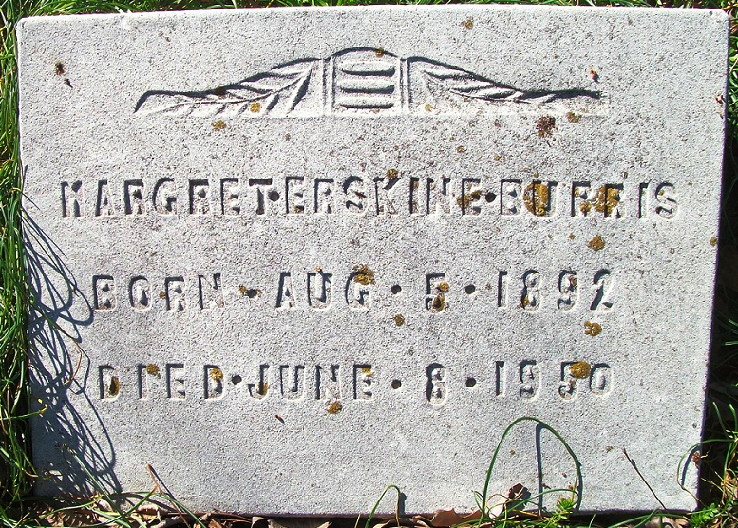 MARGRET·ERSKINE·BURRIS
BORN · AUG · 5 · 1892
DIED·JUNE · 8 · 1950